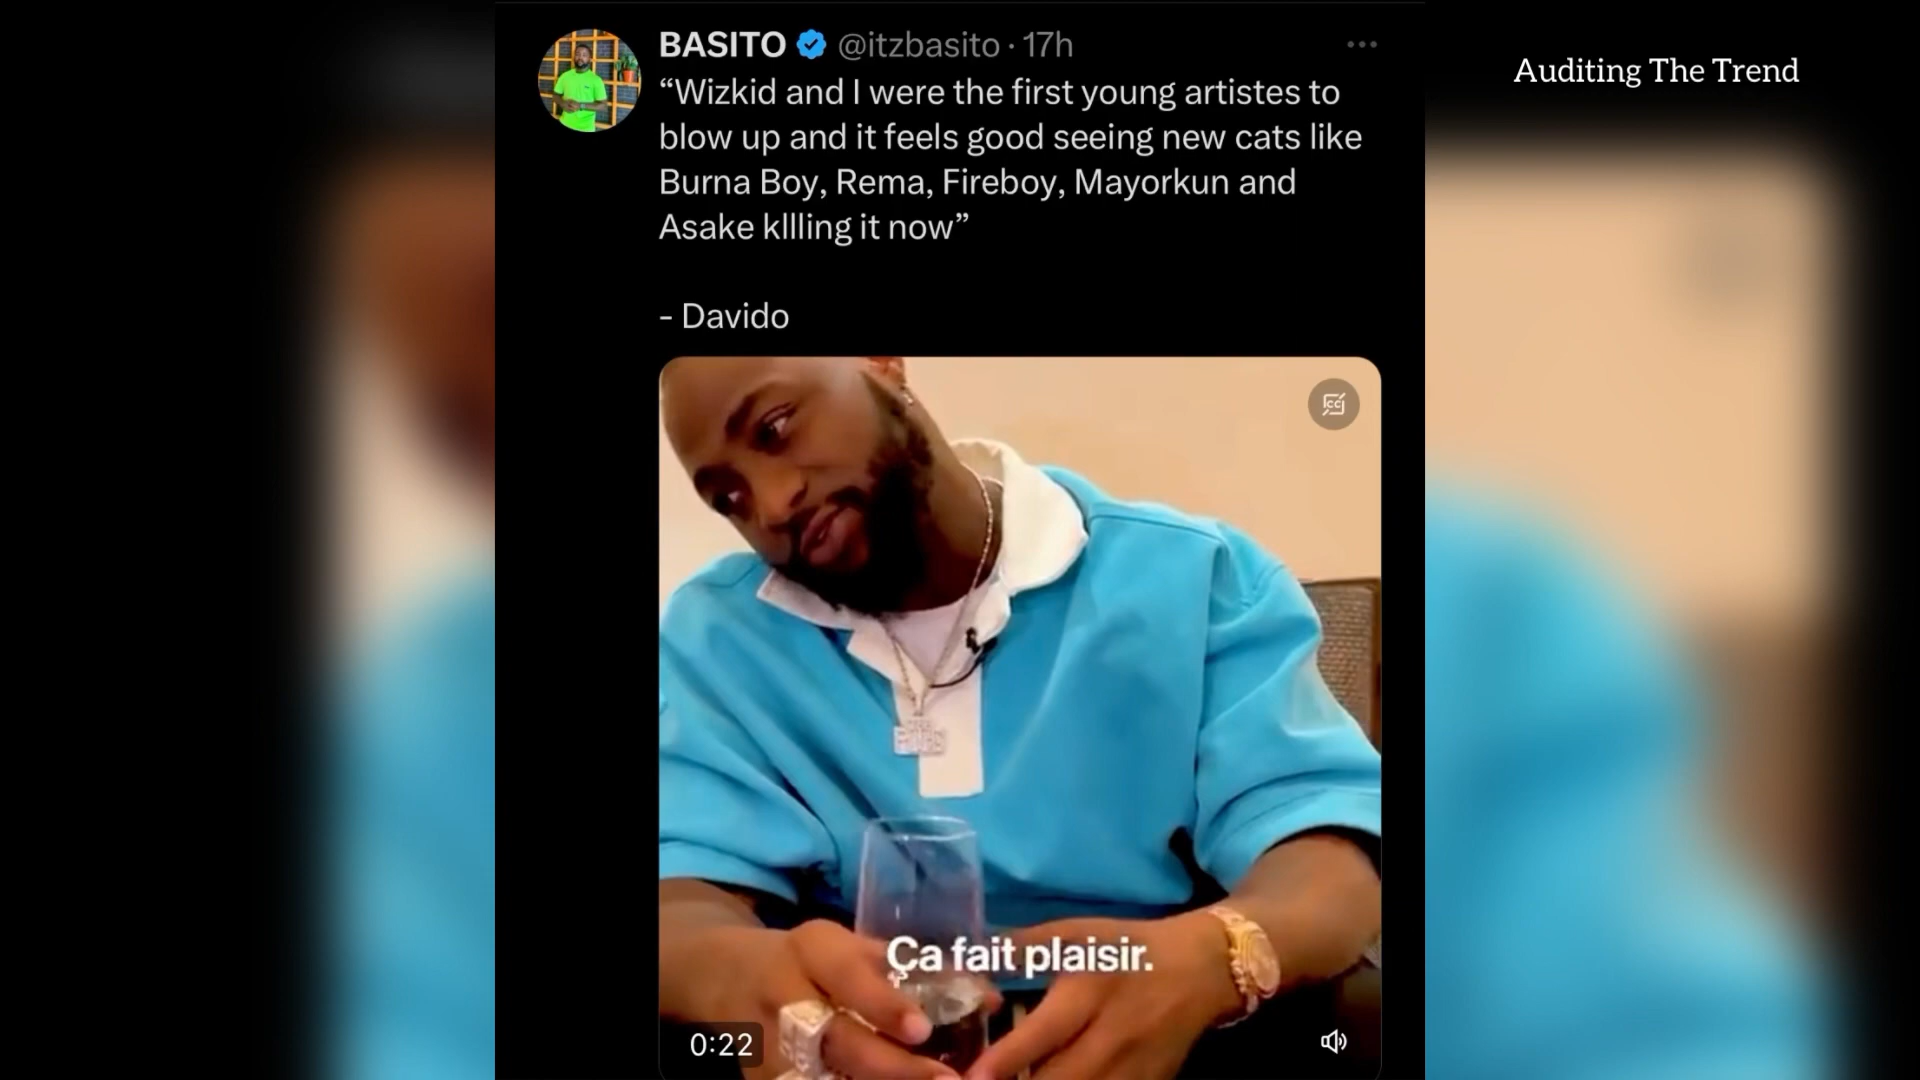 BASITO @itzbasito · 17h
Auditing The Trend
“Wizkid and I were the first young artistes to
blow up and it feels good seeing new cats like
Burna Boy, Rema, Fireboy, Mayorkun and
Asake kllling it now”
- Davido
Ça fait plaisir.
0:22